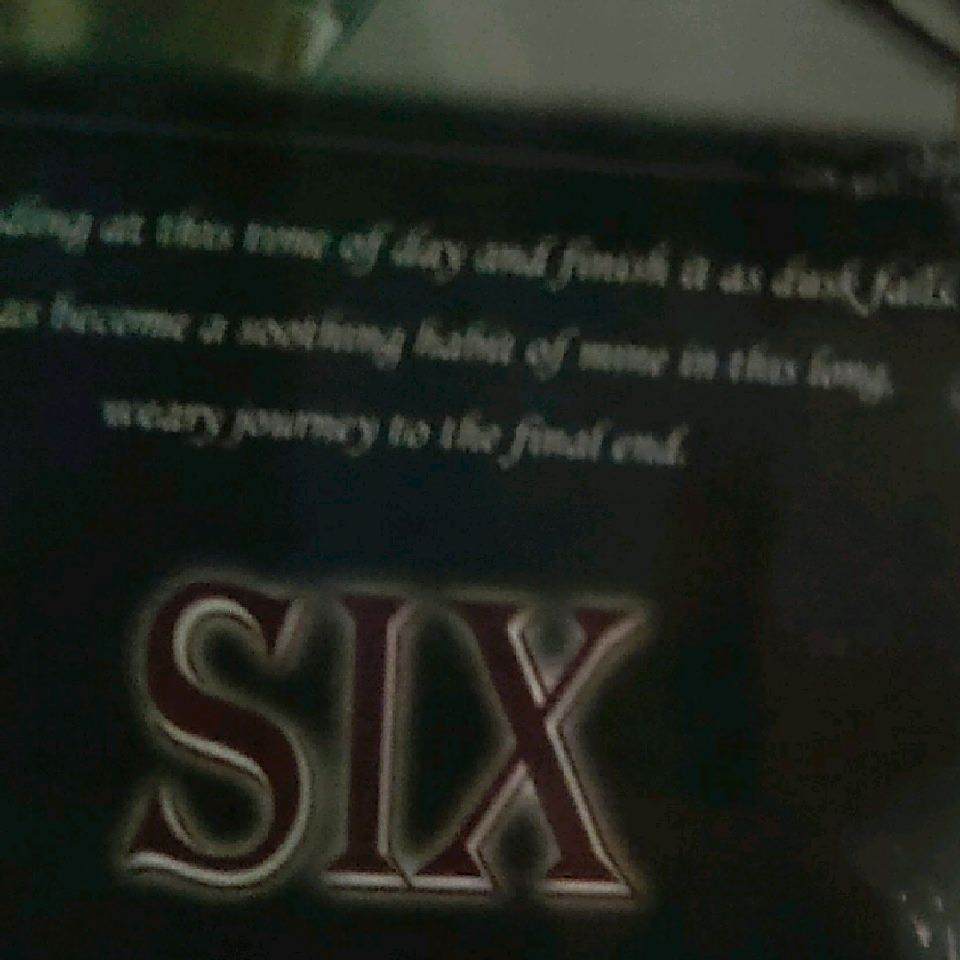 at this time of day and finish it as dusk falls
become a soothing habit of mine in this long,
weary journey to the final end.
SIX